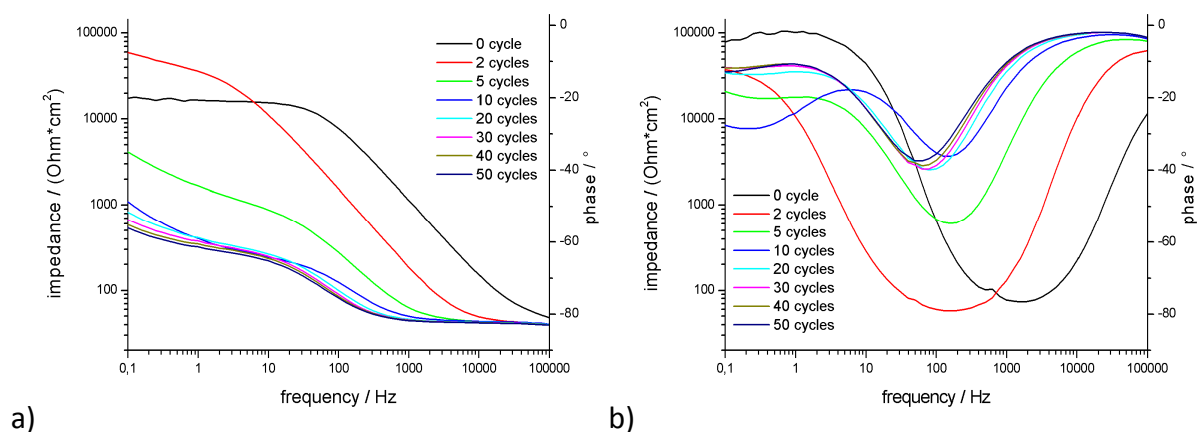 impedance / (Ohm*cm²)
100000
10000
1000
100
0
-20
-40
-60
-80
phase / °
0 cycle
2 cycles
5 cycles
10 cycles
20 cycles
30 cycles
40 cycles
50 cycles
0,1 1 10 100 1000 10000 100000
frequency / Hz
a)
impedance / (Ohm*cm²)
100000
10000
1000
100
0
-20
-40
-60
-80
phase / °
0 cycle
2 cycles
5 cycles
10 cycles
20 cycles
30 cycles
40 cycles
50 cycles
0,1 1 10 100 1000 10000 100000
frequency / Hz
b)